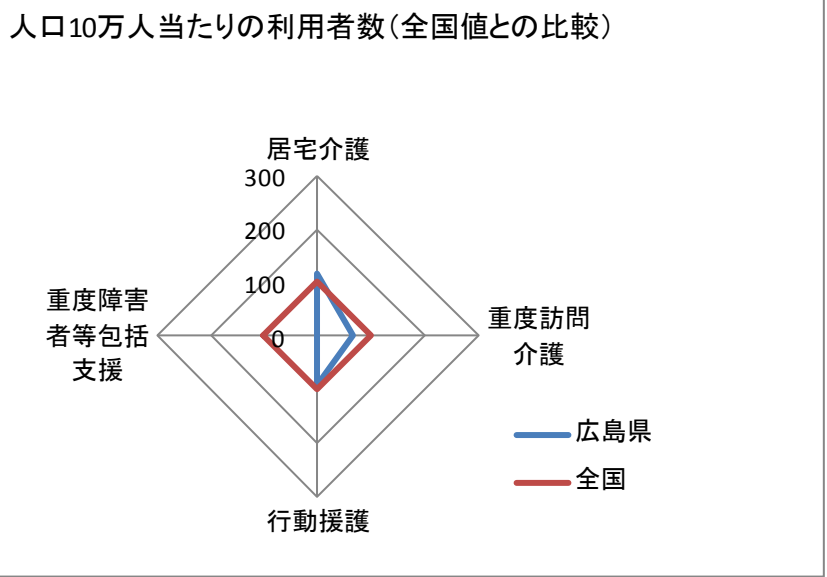 人口10万人当たりの利用者数(全国値との比較)
居宅介護
300
200
100
0
重度障害
者等包括
支援
重度訪問
介護
広島県
全国
行動援護